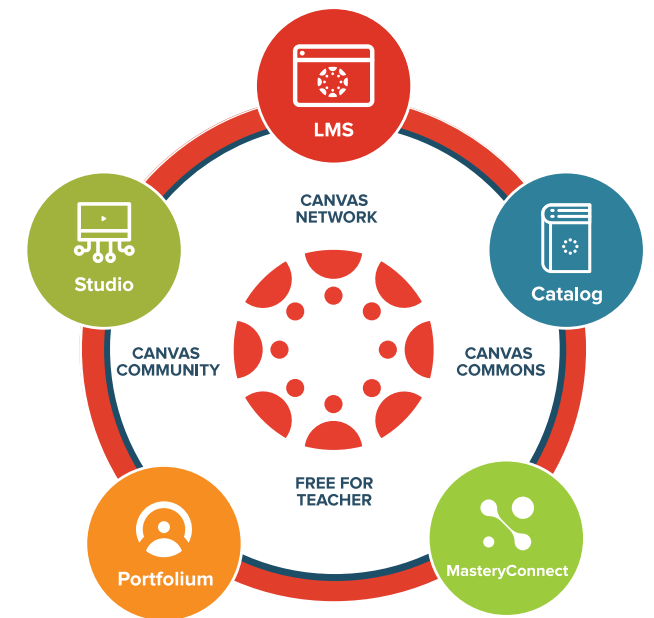 LMS
CANVAS
NETWORK
Studio
Catalog
CANVAS
COMMUNITY
CANVAS
COMMONS
FREE FOR
TEACHER
Portfolium
MasteryConnect